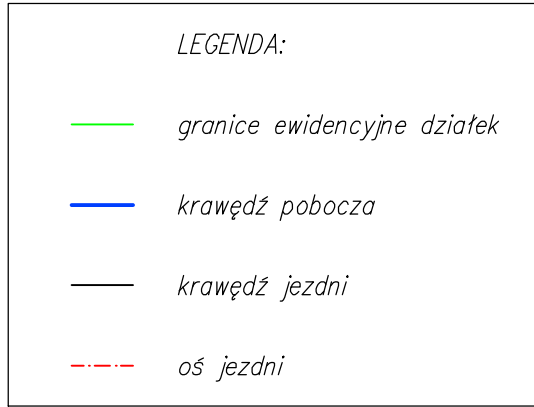 LEGENDA:
granice ewidencyjne działek
krawędź pobocza
krawędź jezdni
oś jezdni